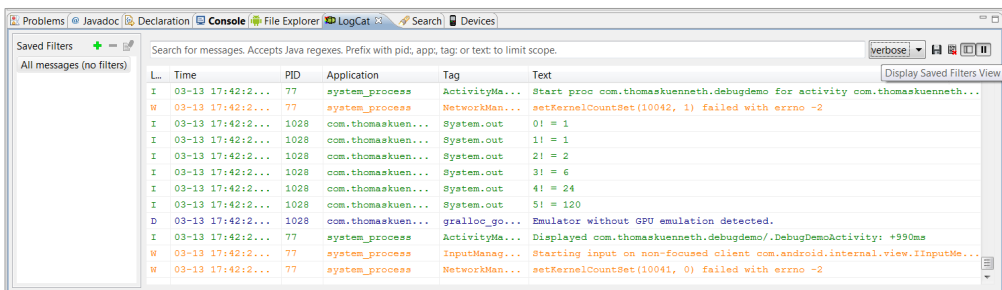 Problems @ Javadoc Declaration Console File Explorer LogCat Search Devices
Saved Filters
Search for messages. Accepts Java regexes. Prefix with pid:, app:, tag: or text: to limit scope.
verbose
All messages (no filters)
Display Saved Filters View
L... Time PID Application Tag Text
I 03-13 17:42:2... 77 system_process ActivityMa... Start proc com.thomaskuenneth.debugdemo for activity com.thomaskuenneth...
W 03-13 17:42:2... 77 system_process NetworkMan... setKernelCountSet(10042, 1) failed with errno -2
I 03-13 17:42:2... 1028 com.thomaskuen... System.out 0! = 1
I 03-13 17:42:2... 1028 com.thomaskuen... System.out 1! = 1
I 03-13 17:42:2... 1028 com.thomaskuen... System.out 2! = 2
I 03-13 17:42:2... 1028 com.thomaskuen... System.out 3! = 6
I 03-13 17:42:2... 1028 com.thomaskuen... System.out 4! = 24
I 03-13 17:42:2... 1028 com.thomaskuen... System.out 5! = 120
D 03-13 17:42:2... 1028 com.thomaskuen... gralloc_go... Emulator without GPU emulation detected.
I 03-13 17:42:2... 77 system_process ActivityMa... Displayed com.thomaskuenneth.debugdemo/.DebugDemoActivity: +990ms
W 03-13 17:42:2... 77 system_process InputManag... Starting input on non-focused client com.android.internal.view.IInputMe...
W 03-13 17:42:2... 77 system_process NetworkMan... setKernelCountSet(10041, 0) failed with errno -2